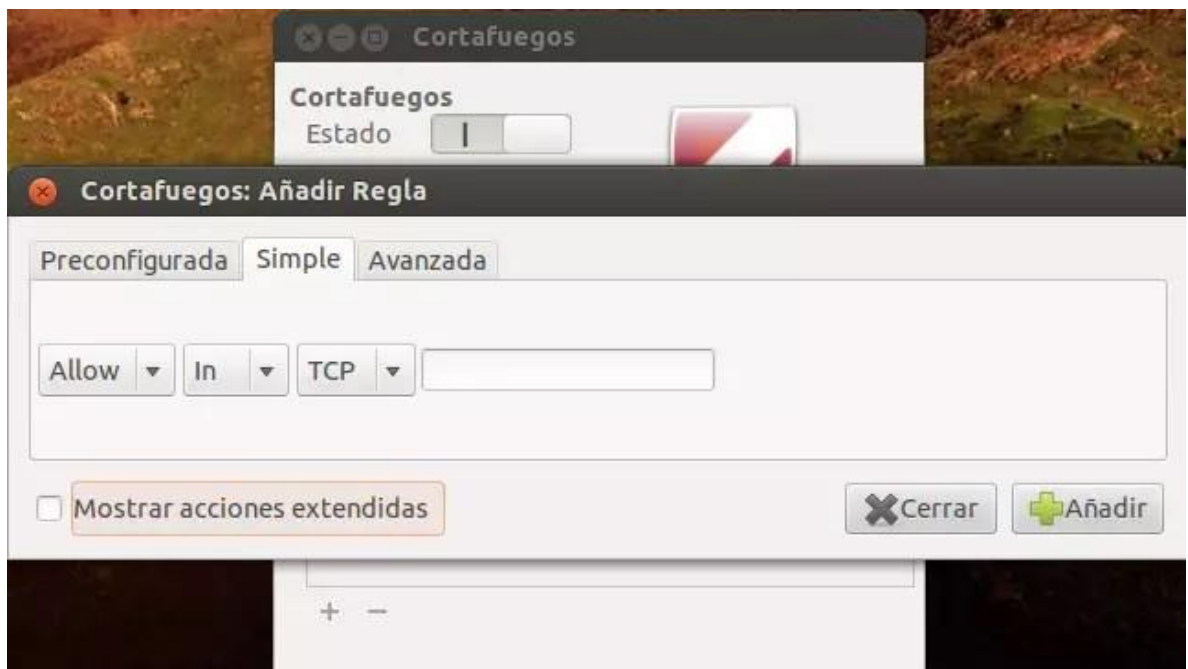 Cortafuegos
Cortafuegos
Estado
Cortafuegos: Añadir Regla
Preconfigurada Simple Avanzada
Allow In TCP
Mostrar acciones extendidas Cerrar Añadir